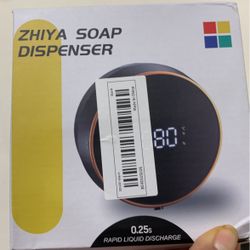 ZHIYA SOAP
DISPENSER
80
0.25s
RAPID LIQUID DISCHARGE